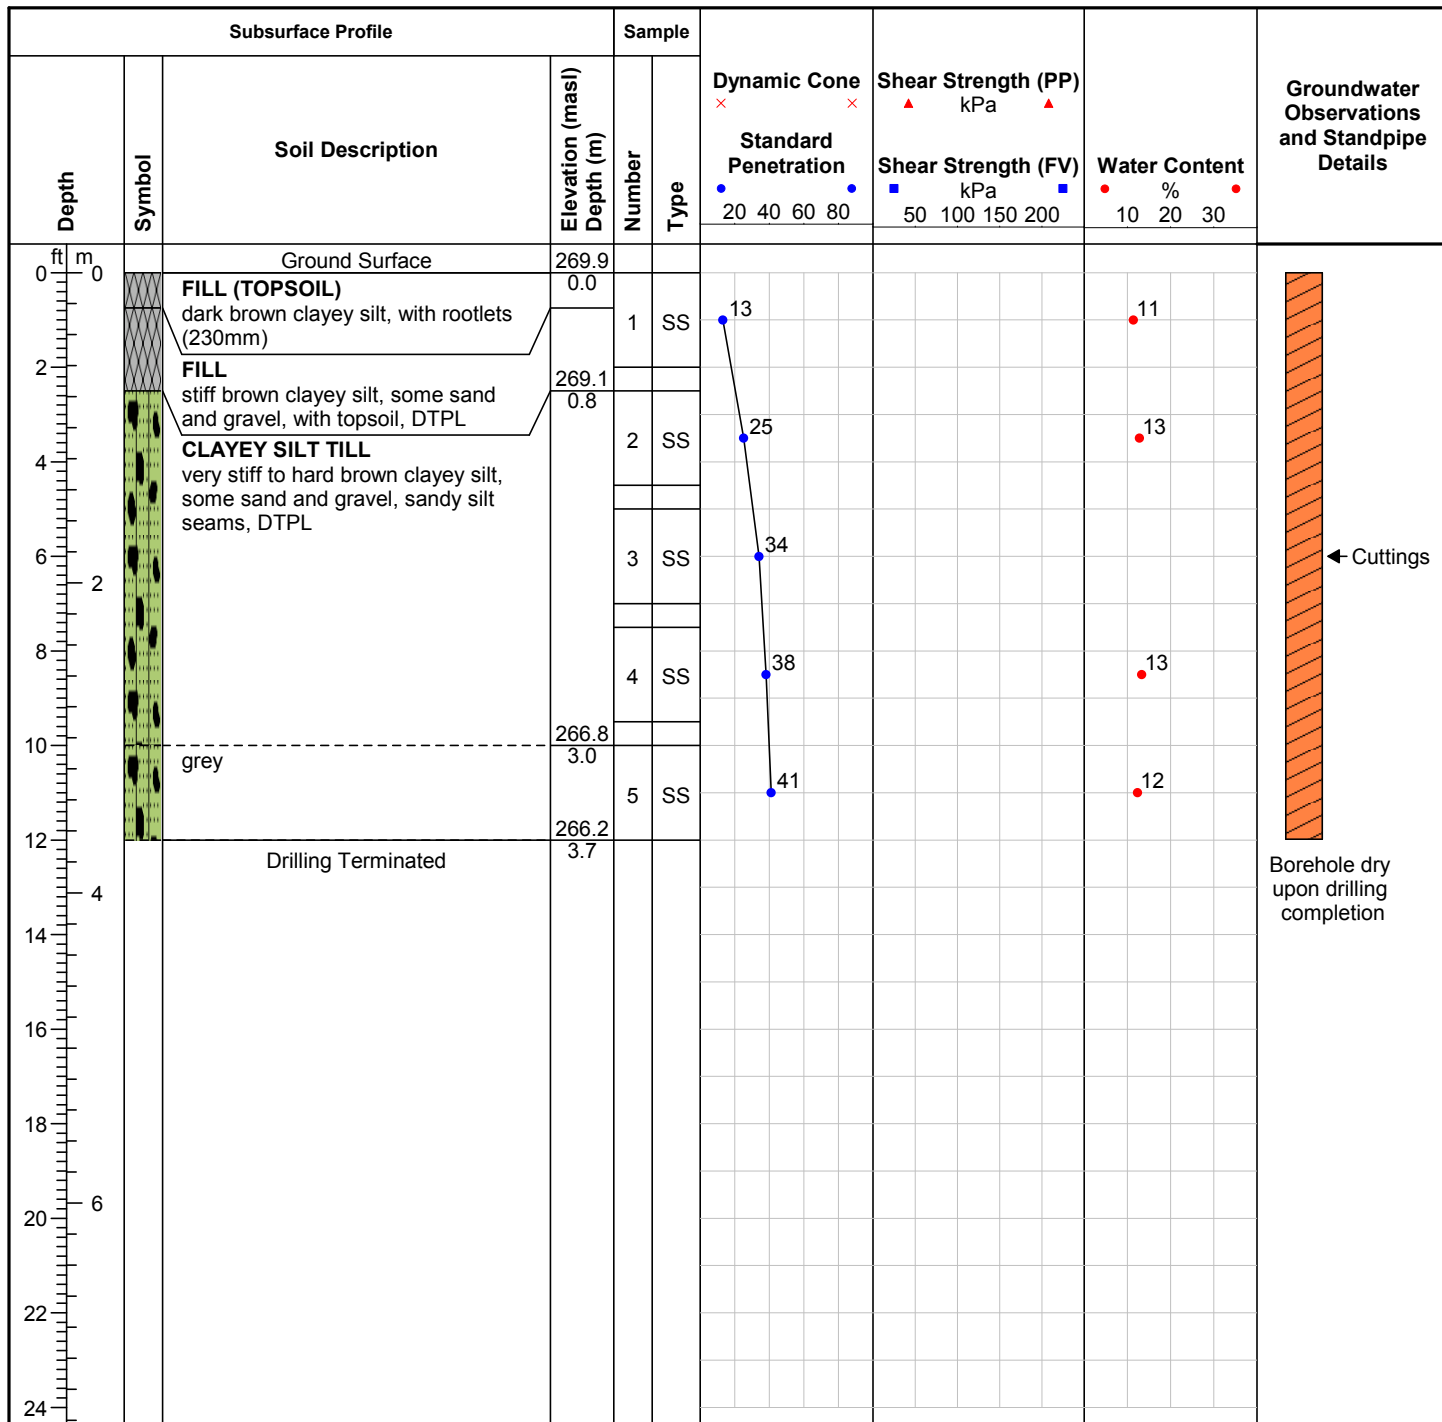 Subsurface Profile
Sample
Depth
Symbol
Soil Description
Elevation (masl)
Depth (m)
Number
Type
Dynamic Cone
Standard
Penetration
20 40 60 80
Shear Strength (PP)
kPa
Shear Strength (FV)
kPa
50 100 150 200
Water Content
%
10 20 30
Groundwater
Observations
and Standpipe
Details
ft m
Ground Surface
269.9
0 0
0.0
FILL (TOPSOIL)
dark brown clayey silt, with rootlets
(230mm)
1 SS
13
11
2
FILL
269.1
stiff brown clayey silt, some sand
0.8
and gravel, with topsoil, DTPL
2 SS
25
13
CLAYEY SILT TILL
4
very stiff to hard brown clayey silt,
some sand and gravel, sandy silt
seams, DTPL
3 SS
34
6
Cuttings
2
8
4 SS
38
13
266.8
10
3.0
grey
5 SS
41
12
266.2
12
3.7
Drilling Terminated
Borehole dry
upon drilling
completion
4
14
16
18
6
20
22
24